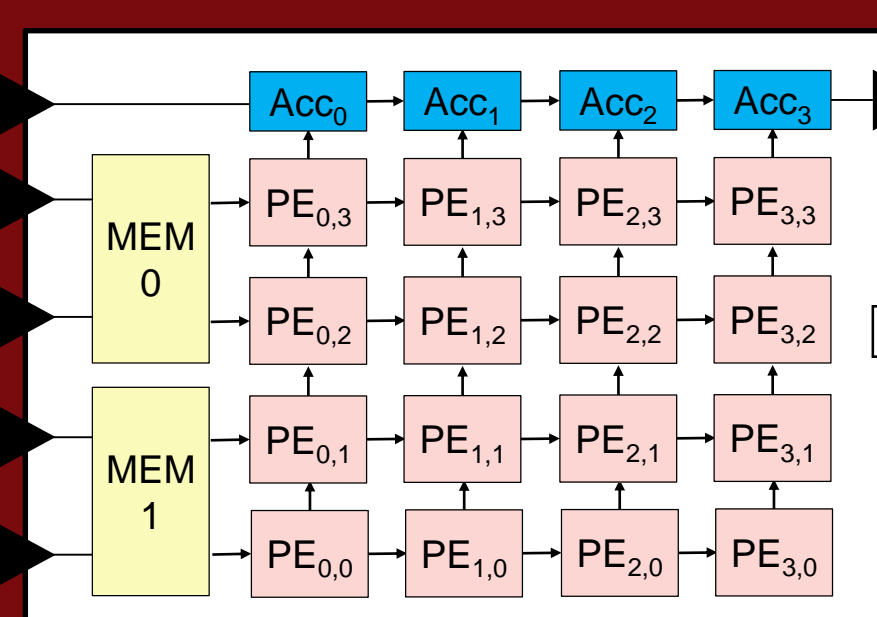 Acc₀ Acc₁ Acc₂ Acc₃
MEM
0
PE₀,₃ PE₁,₃ PE₂,₃ PE₃,₃
PE₀,₂ PE₁,₂ PE₂,₂ PE₃,₂
MEM
1
PE₀,₁ PE₁,₁ PE₂,₁ PE₃,₁
PE₀,₀ PE₁,₀ PE₂,₀ PE₃,₀